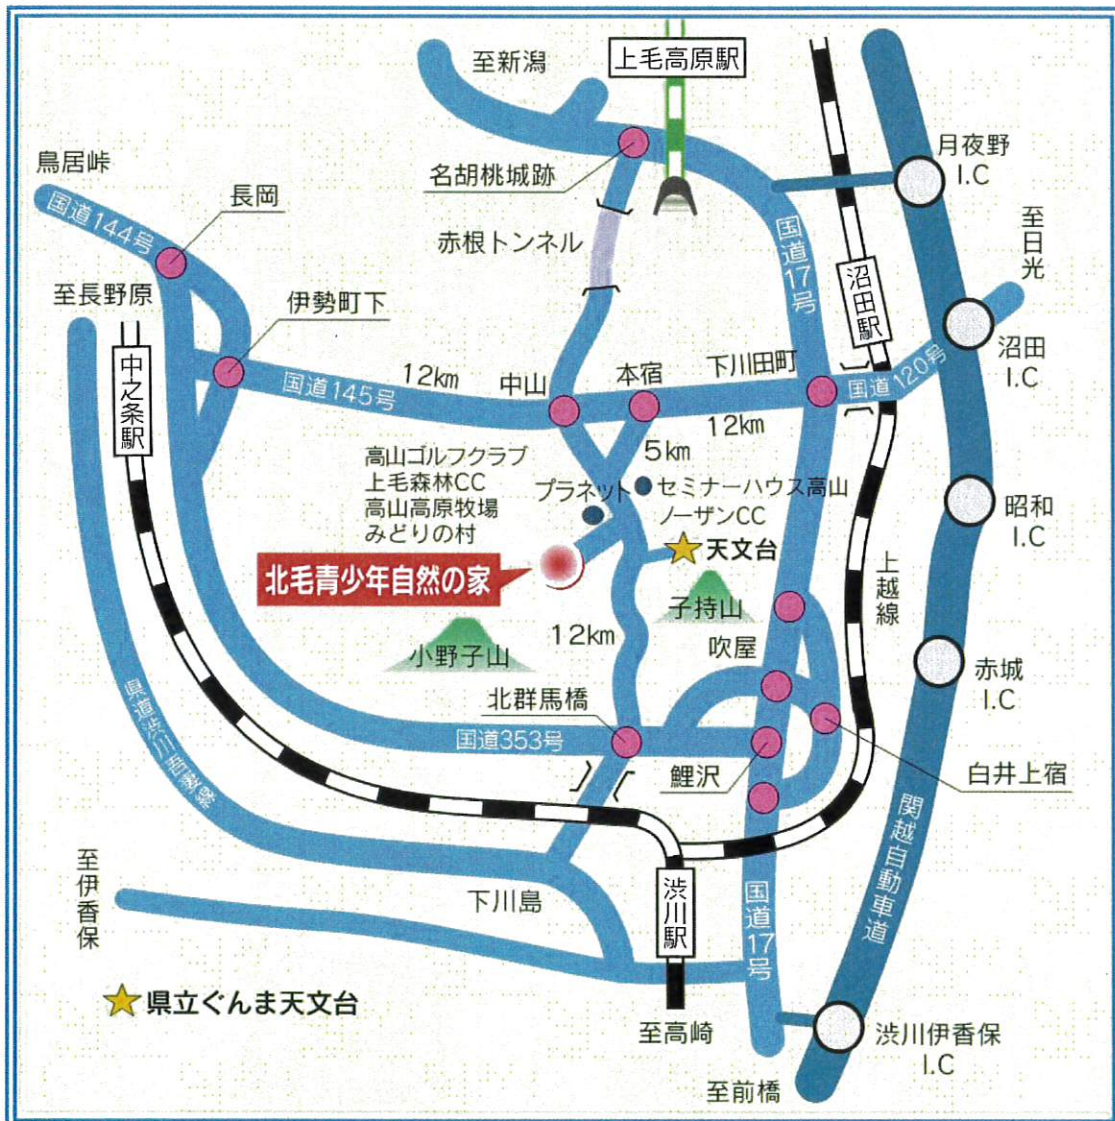 至新潟
上毛高原駅
鳥居峠
長岡
国道144号
名胡桃城跡
月夜野
I.C
赤根トンネル
国道17号
至日光
至長野原
伊勢町下
沼田駅
沼田
I.C
中之条駅
国道145号
12km
中山
本宿
下川田町
国道120号
12km
5km
高山ゴルフクラブ
上毛森林CC
高山高原牧場
みどりの村
プラネット
セミナーハウス高山
ノーザンCC
昭和
I.C
天文台
北毛青少年自然の家
上越線
子持山
12km
小野子山
吹屋
赤城
I.C
北群馬橋
国道353号
鯉沢
白井上宿
県道渋川吾妻線
関越自動車道
至伊香保
下川島
渋川駅
国道17号
県立ぐんま天文台
至高崎
渋川伊香保
I.C
至前橋